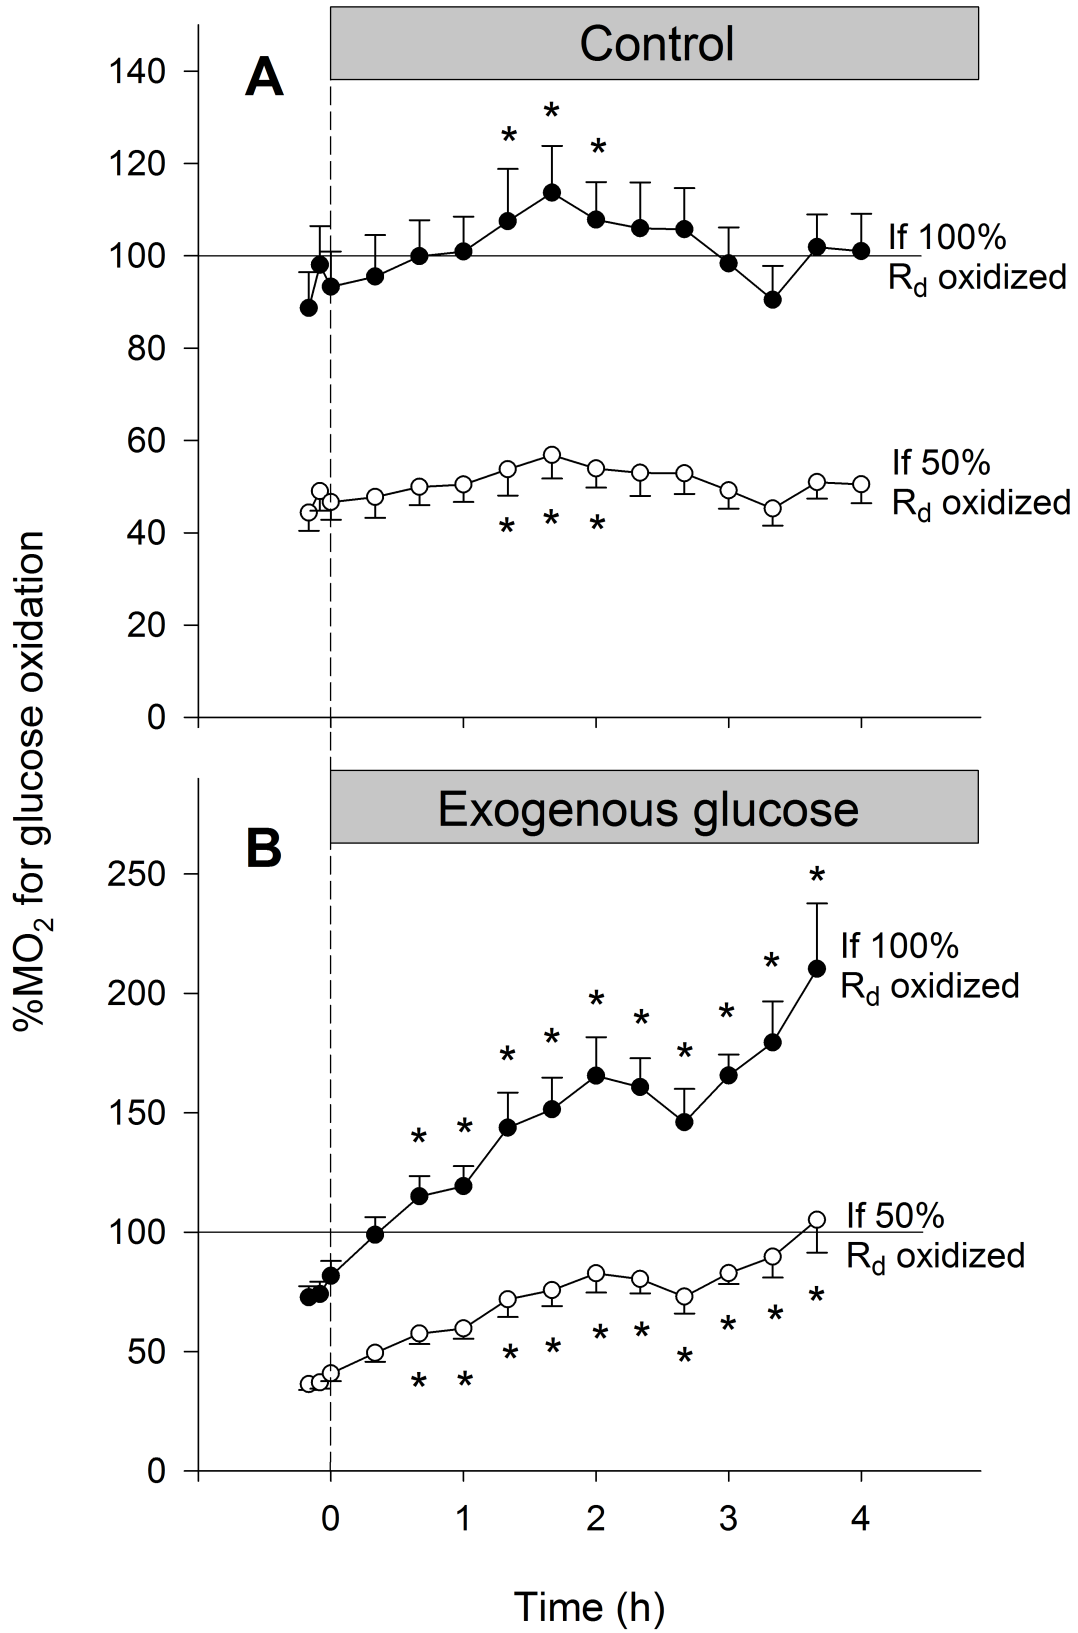 Control
A
140
120
100
80
60
40
20
0
* * *
If 100%
Rd oxidized
If 50%
Rd oxidized
* * *
%MO2 for glucose oxidation
Exogenous glucose
B
250
200
150
100
50
0
* * * * * * * * * *
If 100%
Rd oxidized
If 50%
Rd oxidized
* * * * * * * * * *
0 1 2 3 4
Time (h)